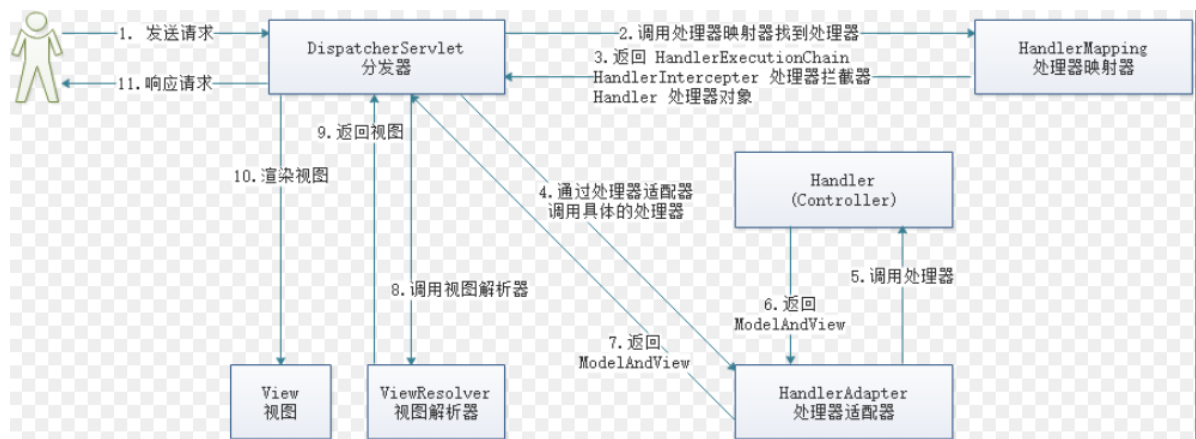 1. 发送请求
DispatcherServlet
分发器
2.调用处理器映射器找到处理器
HandlerMapping
处理器映射器
3.返回 HandlerExecutionChain
HandlerIntercepter 处理器拦截器
Handler 处理器对象
11.响应请求
9.返回视图
10.渲染视图
4.通过处理器适配器
调用具体的处理器
Handler
(Controller)
8.调用视图解析器
5.调用处理器
6.返回
ModelAndView
7.返回
ModelAndView
View
视图
ViewResolver
视图解析器
HandlerAdapter
处理器适配器